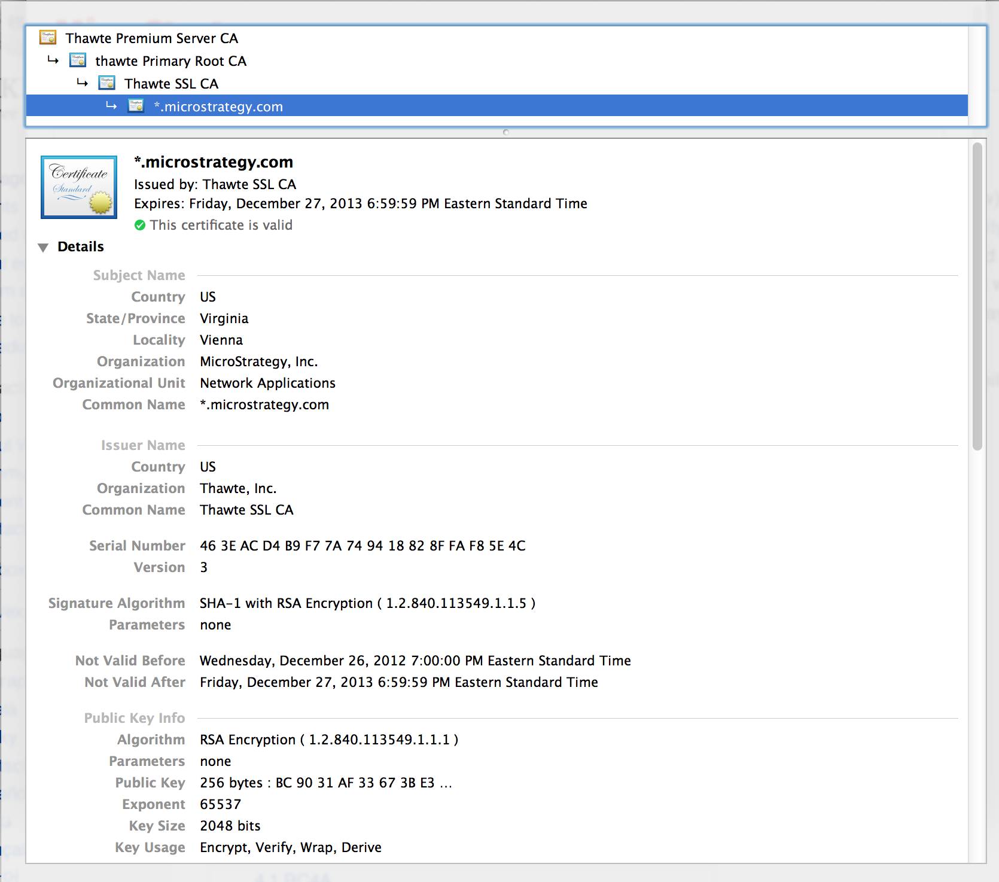 Thawte Premium Server CA
thawte Primary Root CA
Thawte SSL CA
*.microstrategy.com
Certificate
Standard
*.microstrategy.com
Issued by: Thawte SSL CA
Expires: Friday, December 27, 2013 6:59:59 PM Eastern Standard Time
This certificate is valid
Details
Subject Name
Country US
State/Province Virginia
Locality Vienna
Organization MicroStrategy, Inc.
Organizational Unit Network Applications
Common Name *.microstrategy.com
Issuer Name
Country US
Organization Thawte, Inc.
Common Name Thawte SSL CA
Serial Number 46 3E AC D4 B9 F7 7A 74 94 18 82 8F FA F8 5E 4C
Version 3
Signature Algorithm SHA-1 with RSA Encryption ( 1.2.840.113549.1.1.5 )
Parameters none
Not Valid Before Wednesday, December 26, 2012 7:00:00 PM Eastern Standard Time
Not Valid After Friday, December 27, 2013 6:59:59 PM Eastern Standard Time
Public Key Info
Algorithm RSA Encryption ( 1.2.840.113549.1.1.1 )
Parameters none
Public Key 256 bytes : BC 90 31 AF 33 67 3B E3 ...
Exponent 65537
Key Size 2048 bits
Key Usage Encrypt, Verify, Wrap, Derive